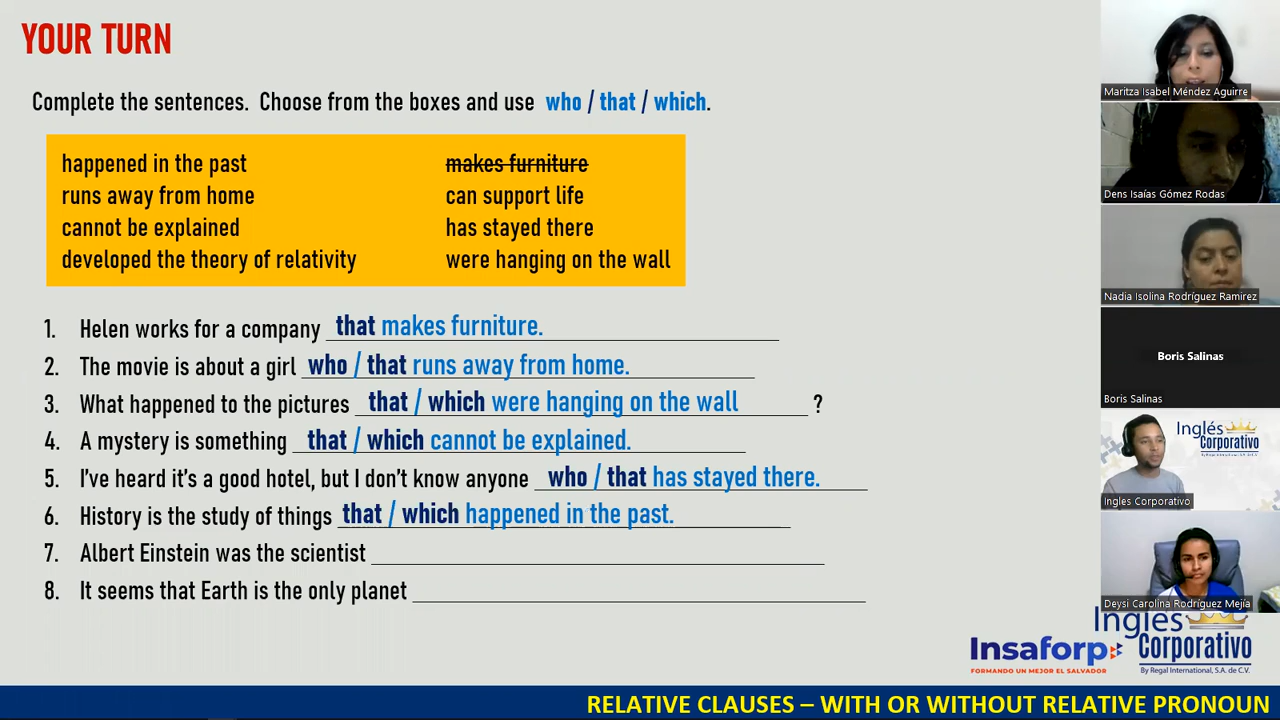 YOUR TURN
Complete the sentences. Choose from the boxes and use who / that / which.
happened in the past
runs away from home
cannot be explained
developed the theory of relativity
makes furniture
can support life
has stayed there
were hanging on the wall
1. Helen works for a company that makes furniture.
2. The movie is about a girl who / that runs away from home.
3. What happened to the pictures that / which were hanging on the wall ?
4. A mystery is something that / which cannot be explained.
5. I've heard it's a good hotel, but I don't know anyone who / that has stayed there.
6. History is the study of things that / which happened in the past.
7. Albert Einstein was the scientist
8. It seems that Earth is the only planet
Maritza Isabel Méndez Aguirre
Dens Isaías Gómez Rodas
Nadia Isolina Rodríguez Ramirez
Boris Salinas
Boris Salinas
Inglés
Corporativo
By Regal International, S.A. de C.V.
Ingles Corporativo
Deysi Carolina Rodríguez Mejía
Insaforp
FORMANDO UN MEJOR EL SALVADOR
Inglés
Corporativo
By Regal International, S.A. de C.V.
RELATIVE CLAUSES – WITH OR WITHOUT RELATIVE PRONOUN